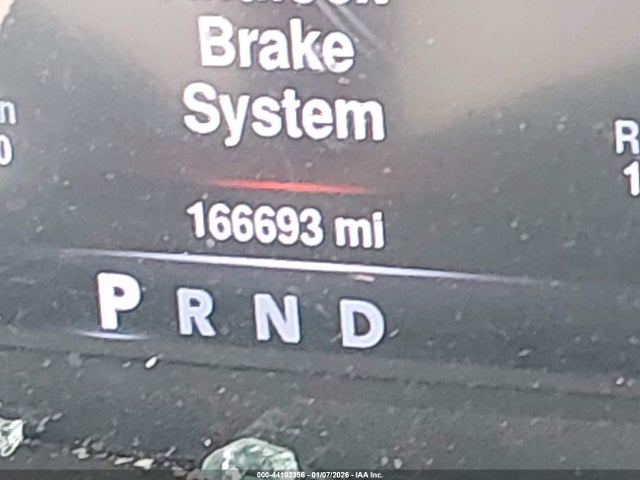 Brake
System
166693 mi
P R N D
000-44102356 - 01/07/2026 - IAA Inc.